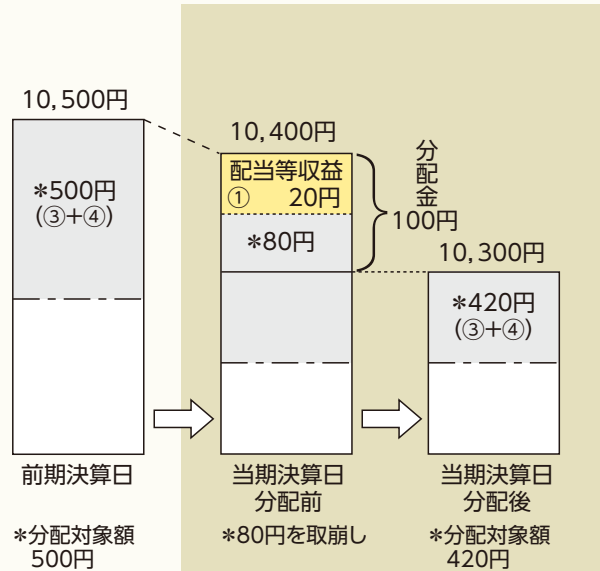 10,500円
*500円
(③+④)
前期決算日
*分配対象額
500円
10,400円
配当等収益
① 20円
*80円
分配金
100円
当期決算日
分配前
*80円を取崩し
10,300円
*420円
(③+④)
当期決算日
分配後
*分配対象額
420円